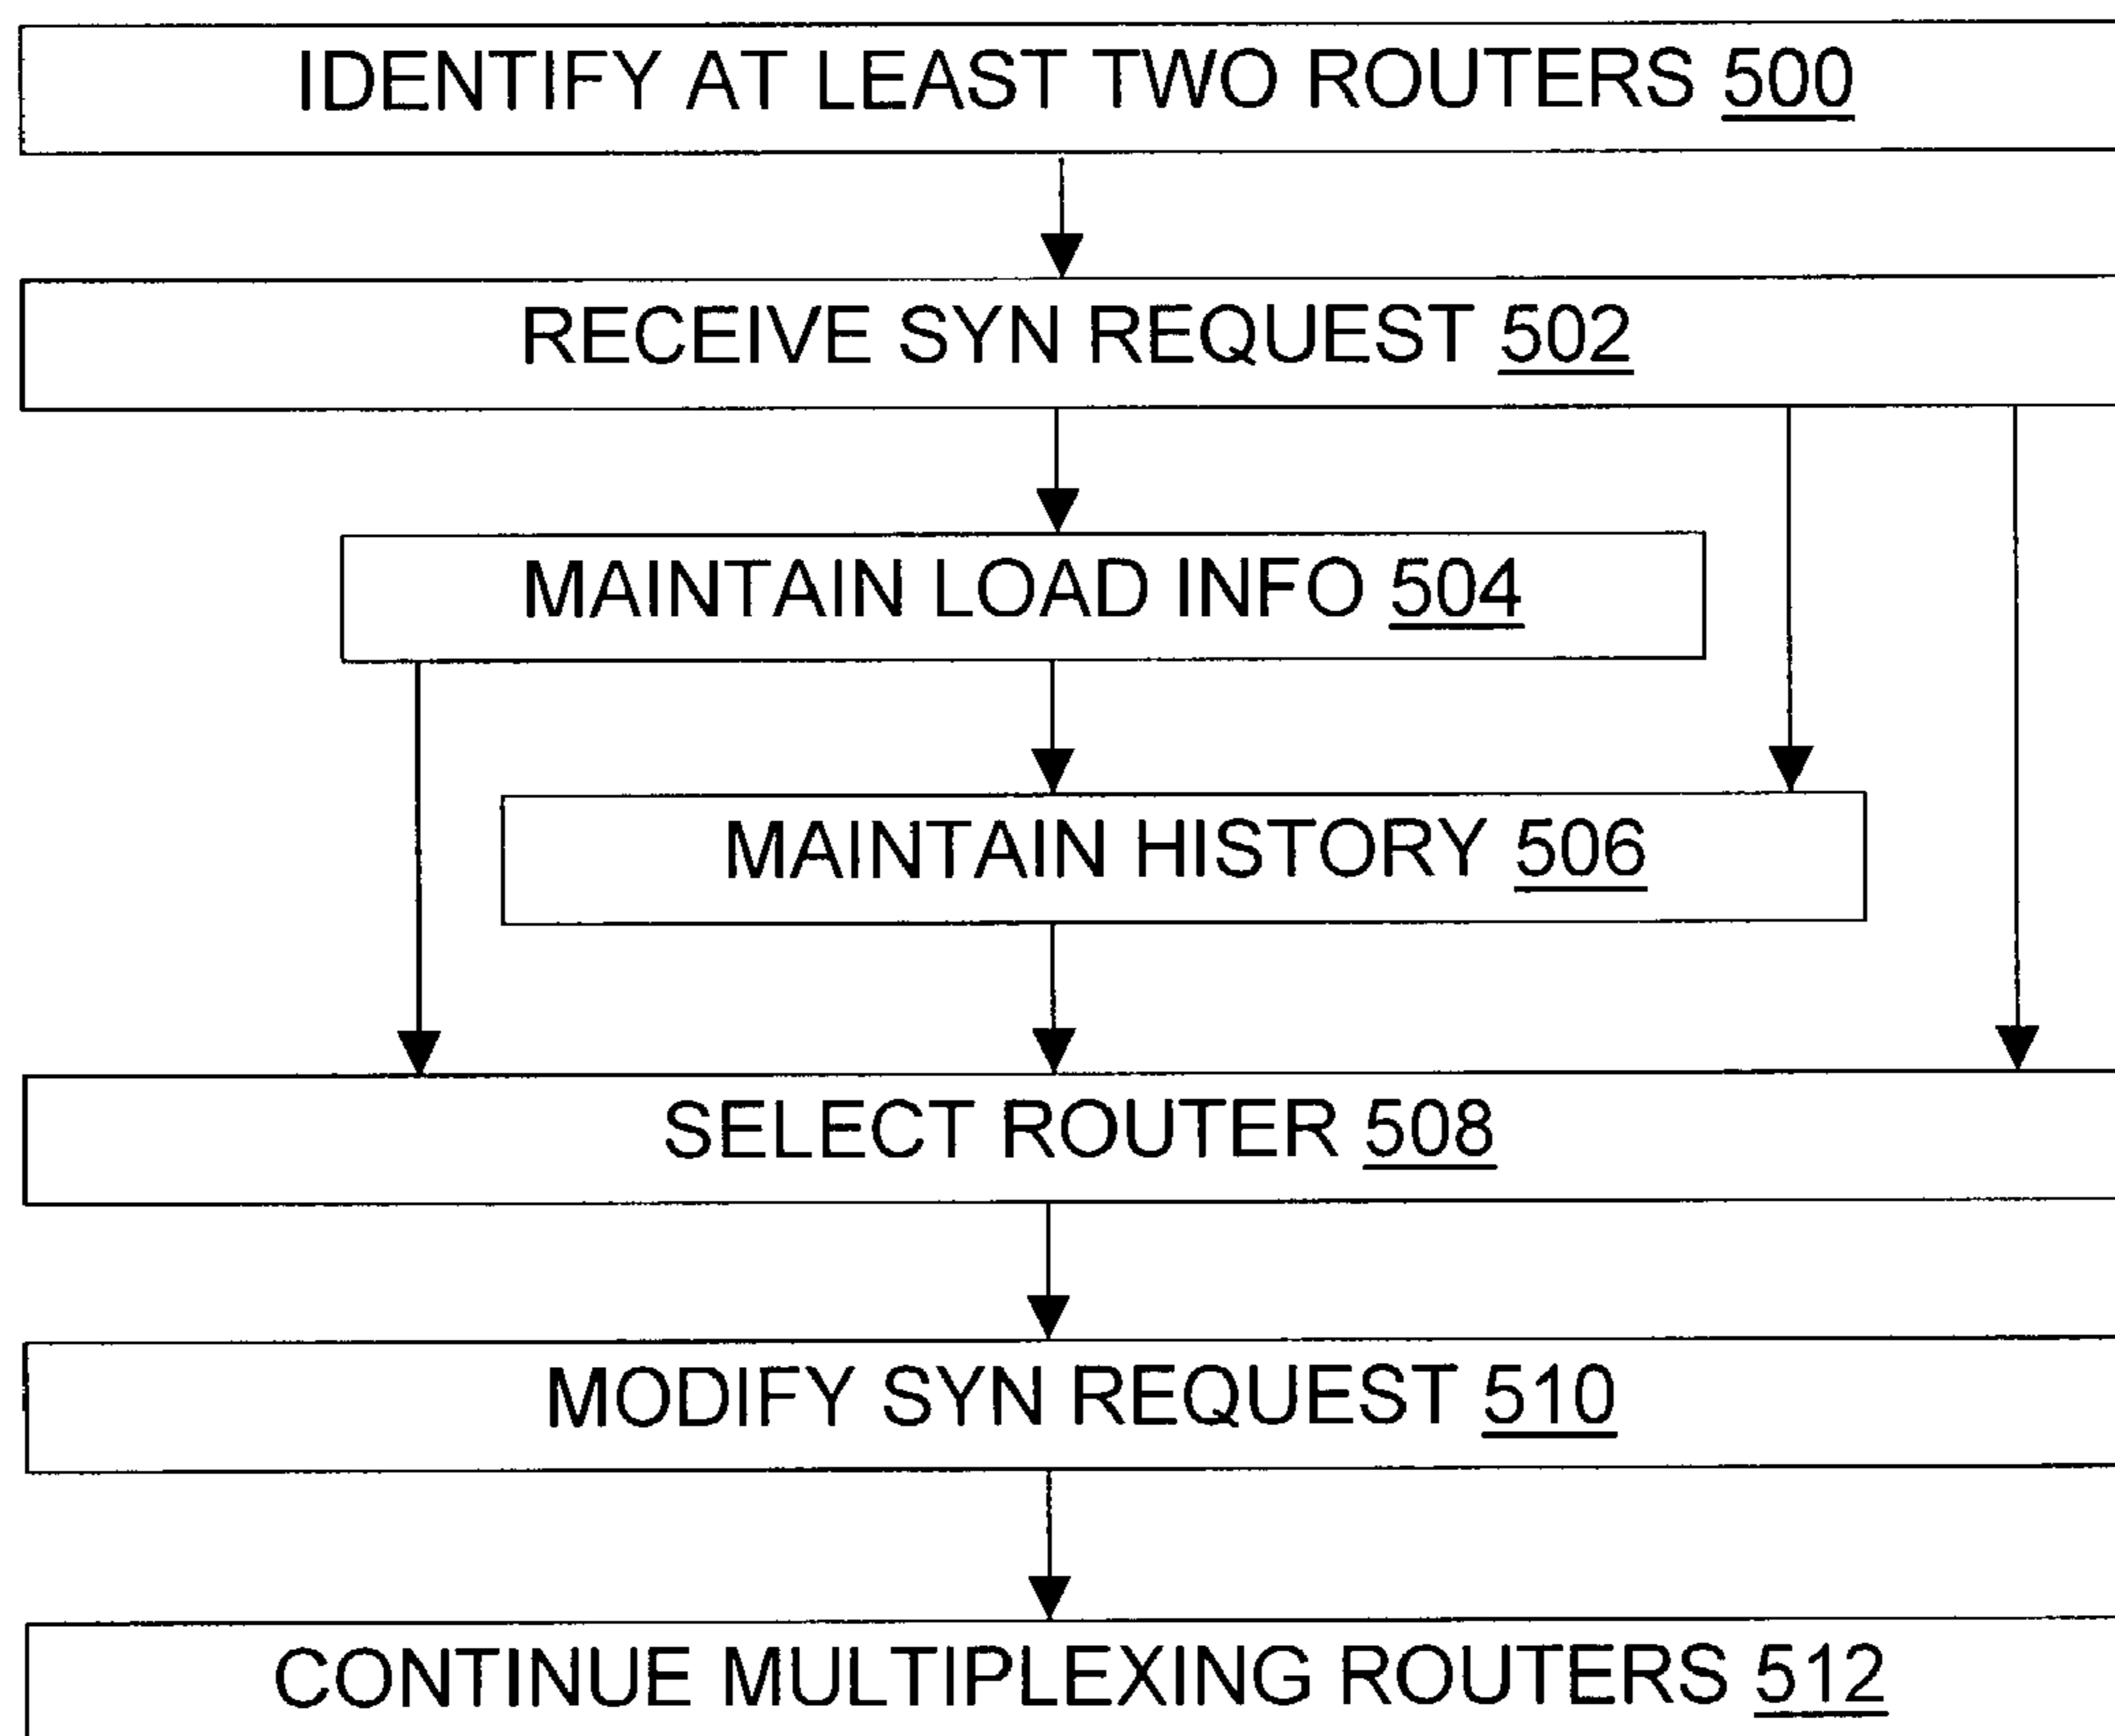 IDENTIFY AT LEAST TWO ROUTERS 500
RECEIVE SYN REQUEST 502
MAINTAIN LOAD INFO 504
MAINTAIN HISTORY 506
SELECT ROUTER 508
MODIFY SYN REQUEST 510
CONTINUE MULTIPLEXING ROUTERS 512